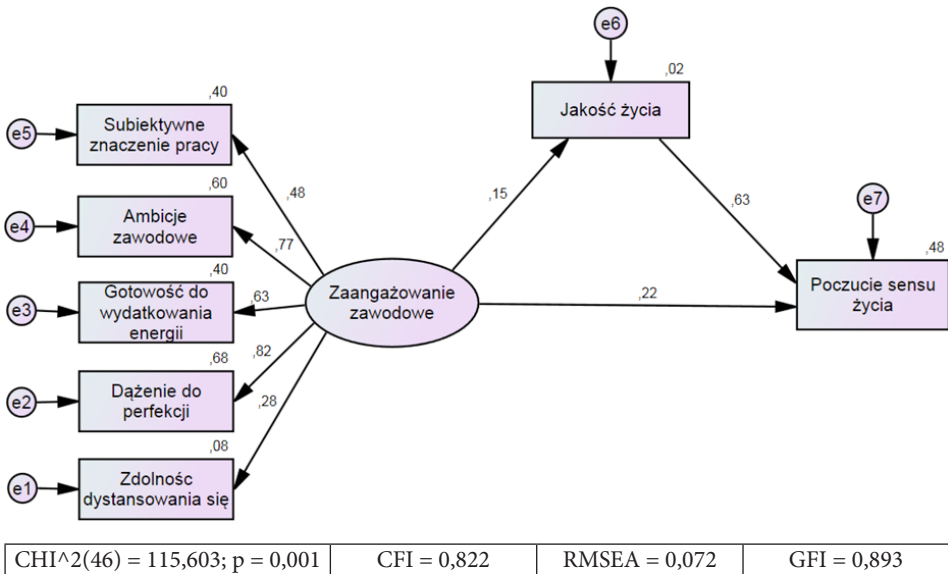 e6
,02
Jakość życia
,40
e5
Subiektywne
znaczenie pracy
,48
,15
,63
e7
,60
e4
Ambicje
zawodowe
,77
,48
Poczucie sensu
życia
,40
e3
Gotowość do
wydatkowania
energii
,63
Zaangażowanie
zawodowe
,22
,68
e2
Dążenie do
perfekcji
,82
,28
,08
e1
Zdolnośc
dystansowania się
CHI^2(46) = 115,603; p = 0,001
CFI = 0,822
RMSEA = 0,072
GFI = 0,893